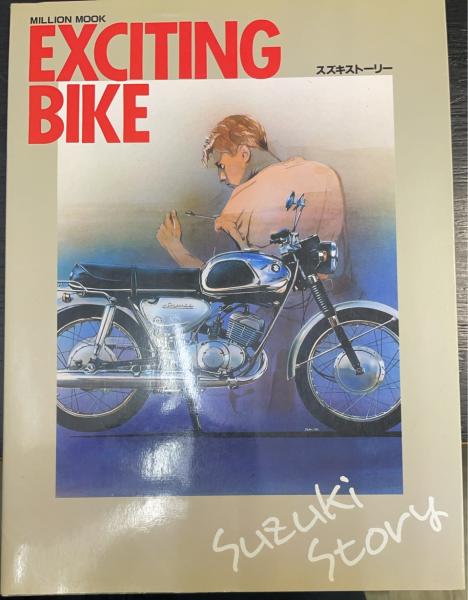 MILLION MOOK
EXCITING
BIKE
スズキストーリー
Suzuki
Story